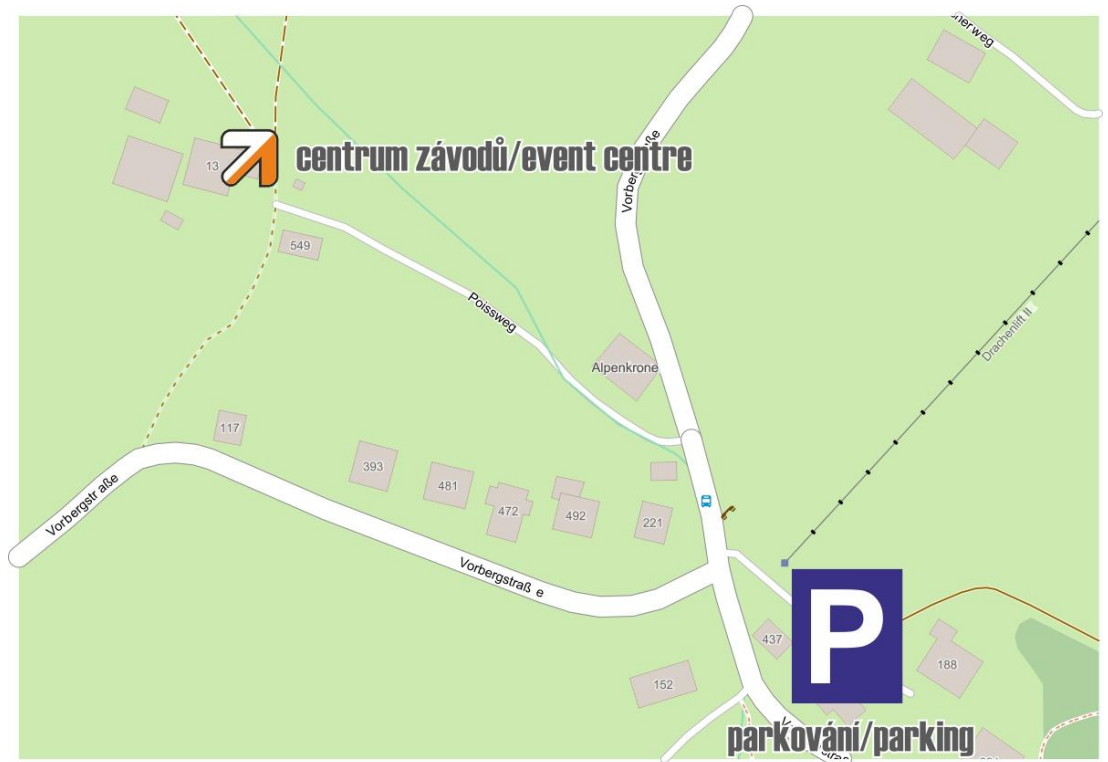 nerweg
13
centrum závodů/event centre
Vorbergstraße
549
Poissweg
Drachenlift II
Alpenkrone
117
393
481
472
492
221
Vorbergstr aße
Vorbergstraß e
437
P
188
152
parkování/parking